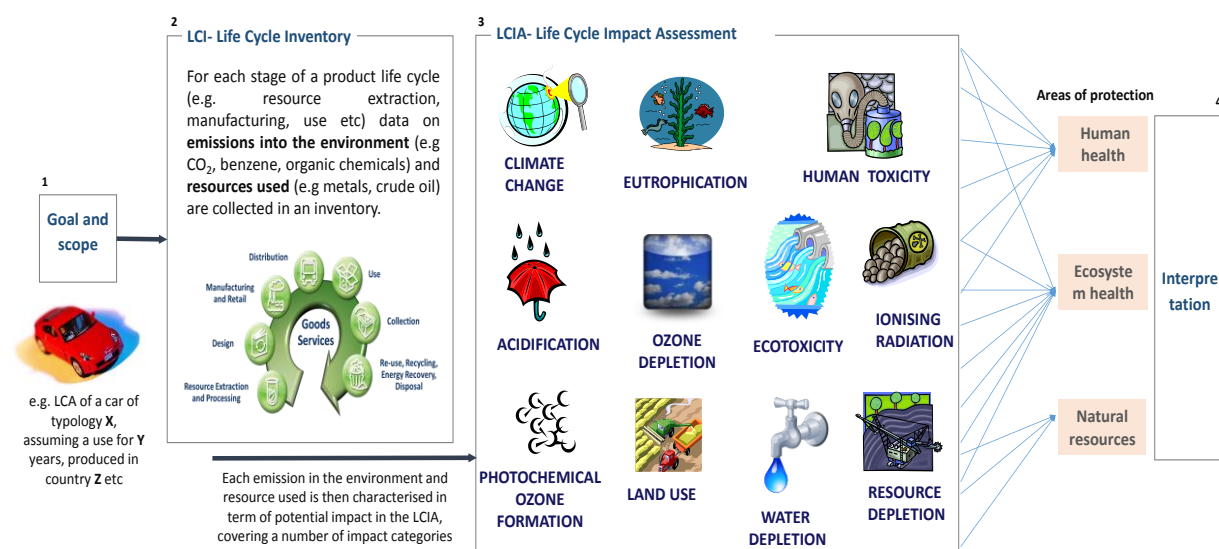 1
Goal and
scope
e.g. LCA of a car of
typology X,
assuming a use for Y
years, produced in
country Z etc
2
LCI- Life Cycle Inventory
For each stage of a product life cycle
(e.g. resource extraction,
manufacturing, use etc) data on
emissions into the environment (e.g
CO₂, benzene, organic chemicals) and
resources used (e.g metals, crude oil)
are collected in an inventory.
Distribution
Use
Manufacturing
and Retail
Goods
Services
Collection
Design
Re-use, Recycling,
Energy Recovery,
Disposal
Resource Extraction
and Processing
Each emission in the environment and
resource used is then characterised in
term of potential impact in the LCIA,
covering a number of impact categories
3
LCIA- Life Cycle Impact Assessment
CLIMATE
CHANGE
EUTROPHICATION
HUMAN TOXICITY
ACIDIFICATION
OZONE
DEPLETION
ECOTOXICITY
IONISING
RADIATION
PHOTOCHEMICAL
OZONE
FORMATION
LAND USE
WATER
DEPLETION
RESOURCE
DEPLETION
Areas of protection
Human
health
Ecosyste
m health
Natural
resources
4
Interpre
tation